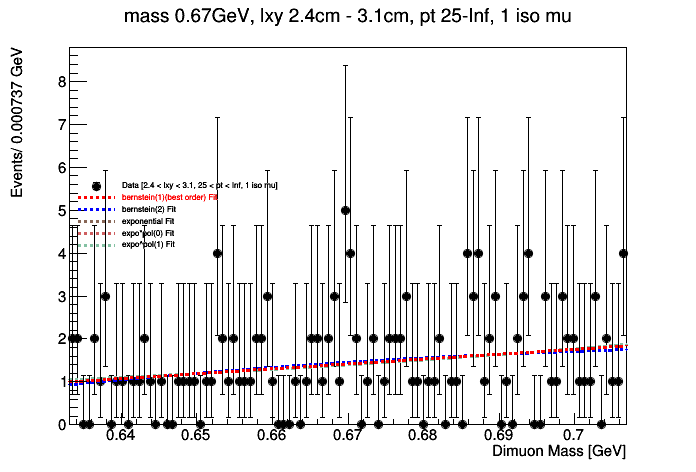 mass 0.67GeV, lxy 2.4cm - 3.1cm, pt 25-Inf, 1 iso mu
Events/ 0.000737 GeV
8
7
6
5
4
3
2
1
0
Data [2.4 < lxy < 3.1, 25 < pt < Inf, 1 iso mu]
bernstein(1)(best order) Fit
bernstein(2) Fit
exponential Fit
expo*pol(0) Fit
expo*pol(1) Fit
0.64 0.65 0.66 0.67 0.68 0.69 0.7
Dimuon Mass [GeV]